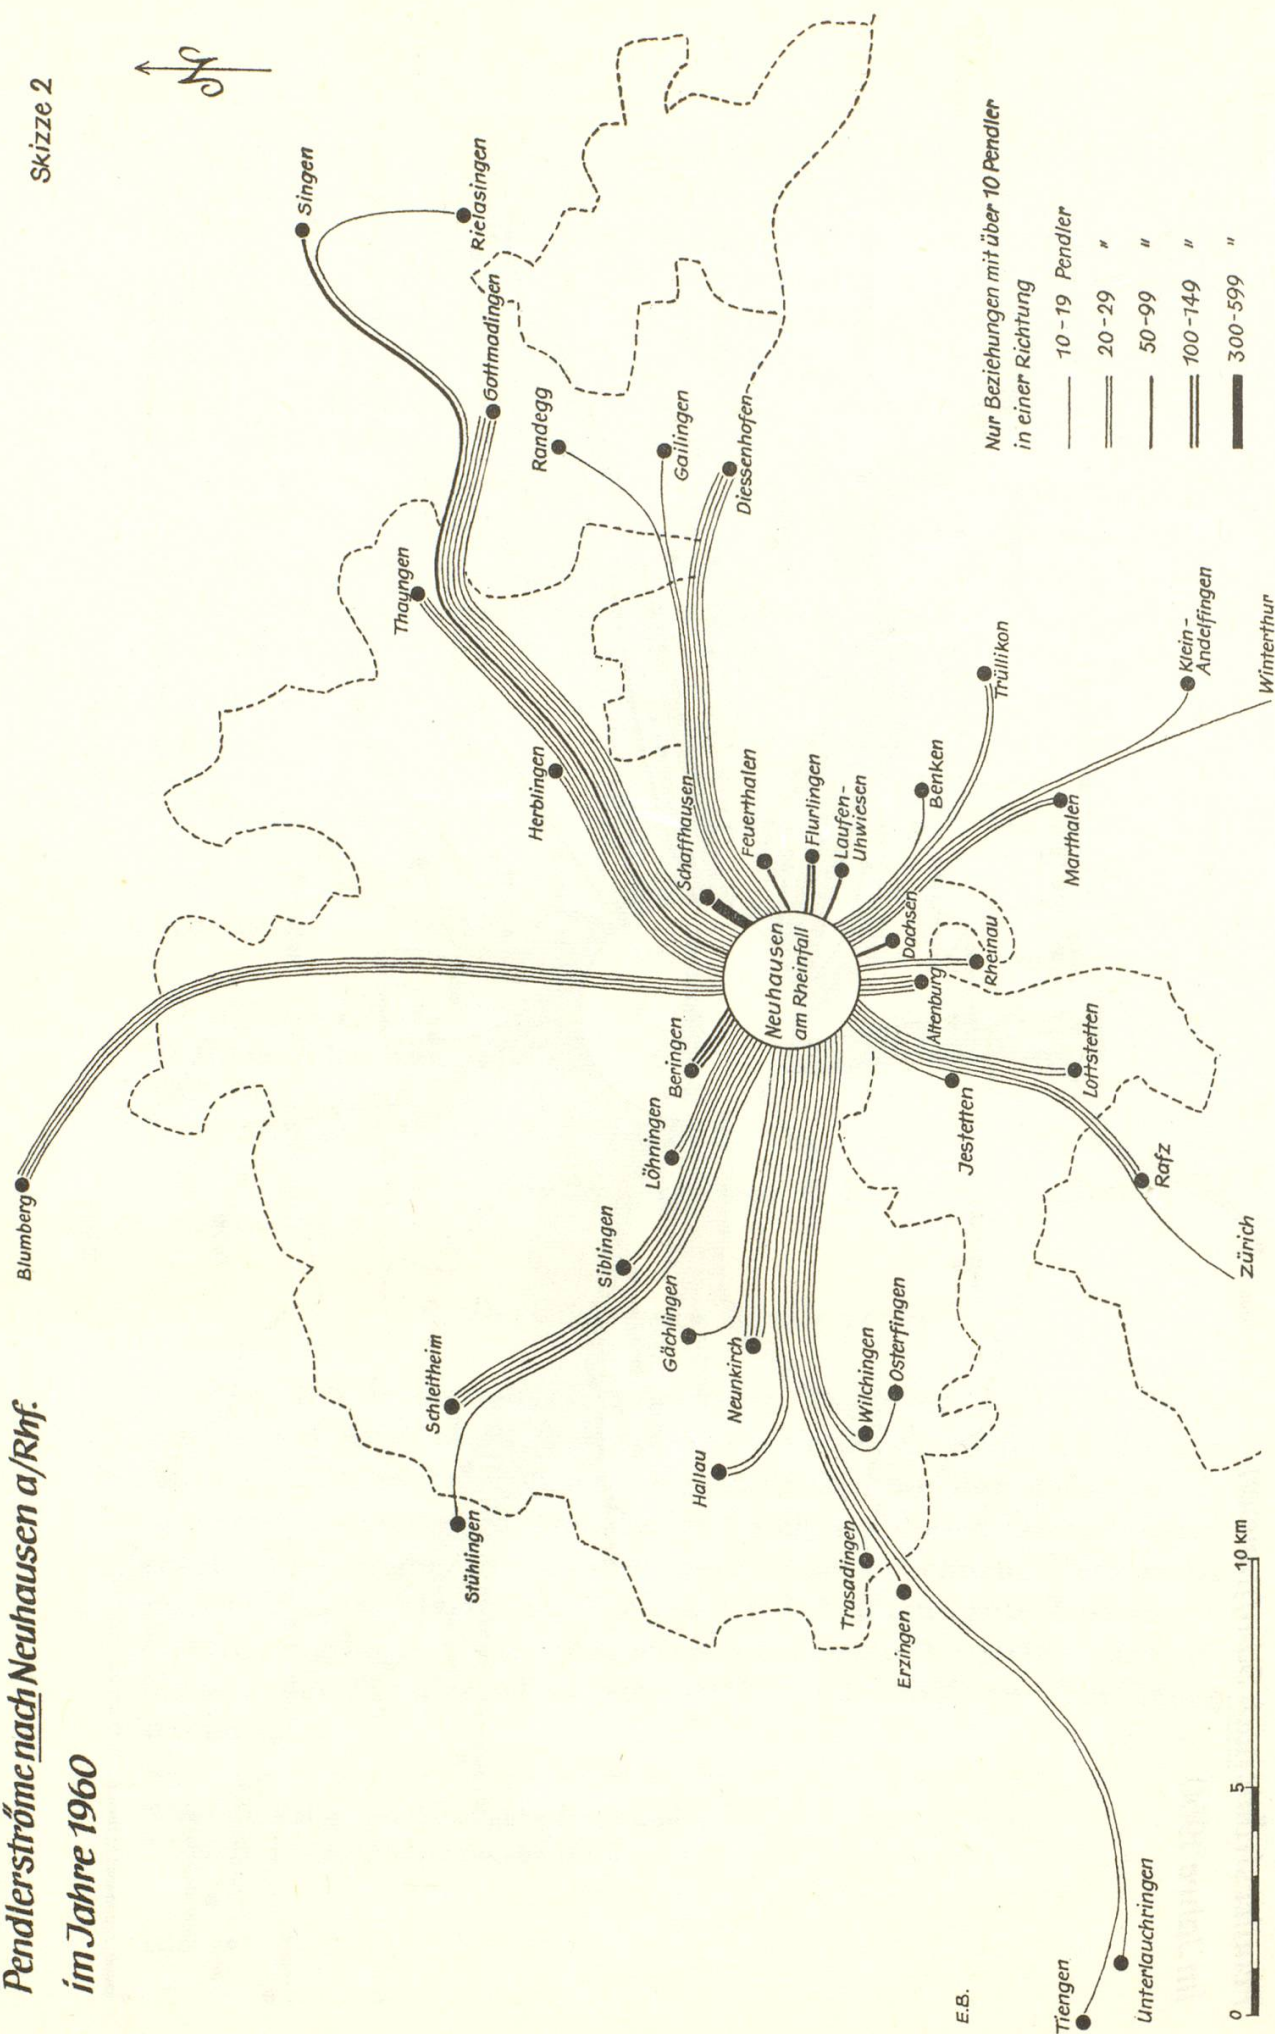 Pendlerströme nach Neuhausen a/Rhf.
im Jahre 1960
Skizze 2
Blumberg
Singen
Rielasingen
Gottmadingen
Randegg
Gailingen
Diessenhofen
Thayngen
Herblingen
Schaffhausen
Feuerthalen
Flurlingen
Laufen-
Uhwiesen
Benken
Trüllikon
Klein-
Andelfingen
Winterthur
Marthalen
Dachsen
Rheinau
Altenburg
Lottstetten
Jestetten
Rafz
Zürich
Neuhausen
am Rheinfall
Beringen
Löhningen
Siblingen
Schleitheim
Stühlingen
Gächlingen
Neunkirch
Hallau
Wilchingen
Osterfingen
Trasadingen
Erzingen
Tiengen
Unterlauchringen
E.B.
Nur Beziehungen mit über 10 Pendler
in einer Richtung
10-19 Pendler
20-29 "
50-99 "
100-149 "
300-599 "
0 5 10 km